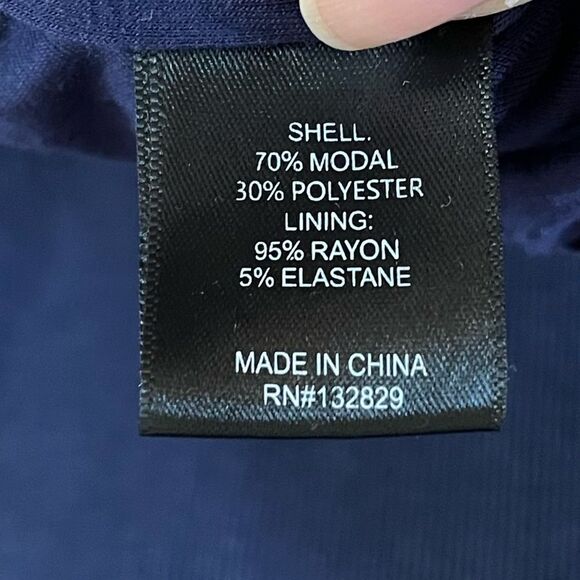 SHELL:
70% MODAL
30% POLYESTER
LINING:
95% RAYON
5% ELASTANE
MADE IN CHINA
RN#132829